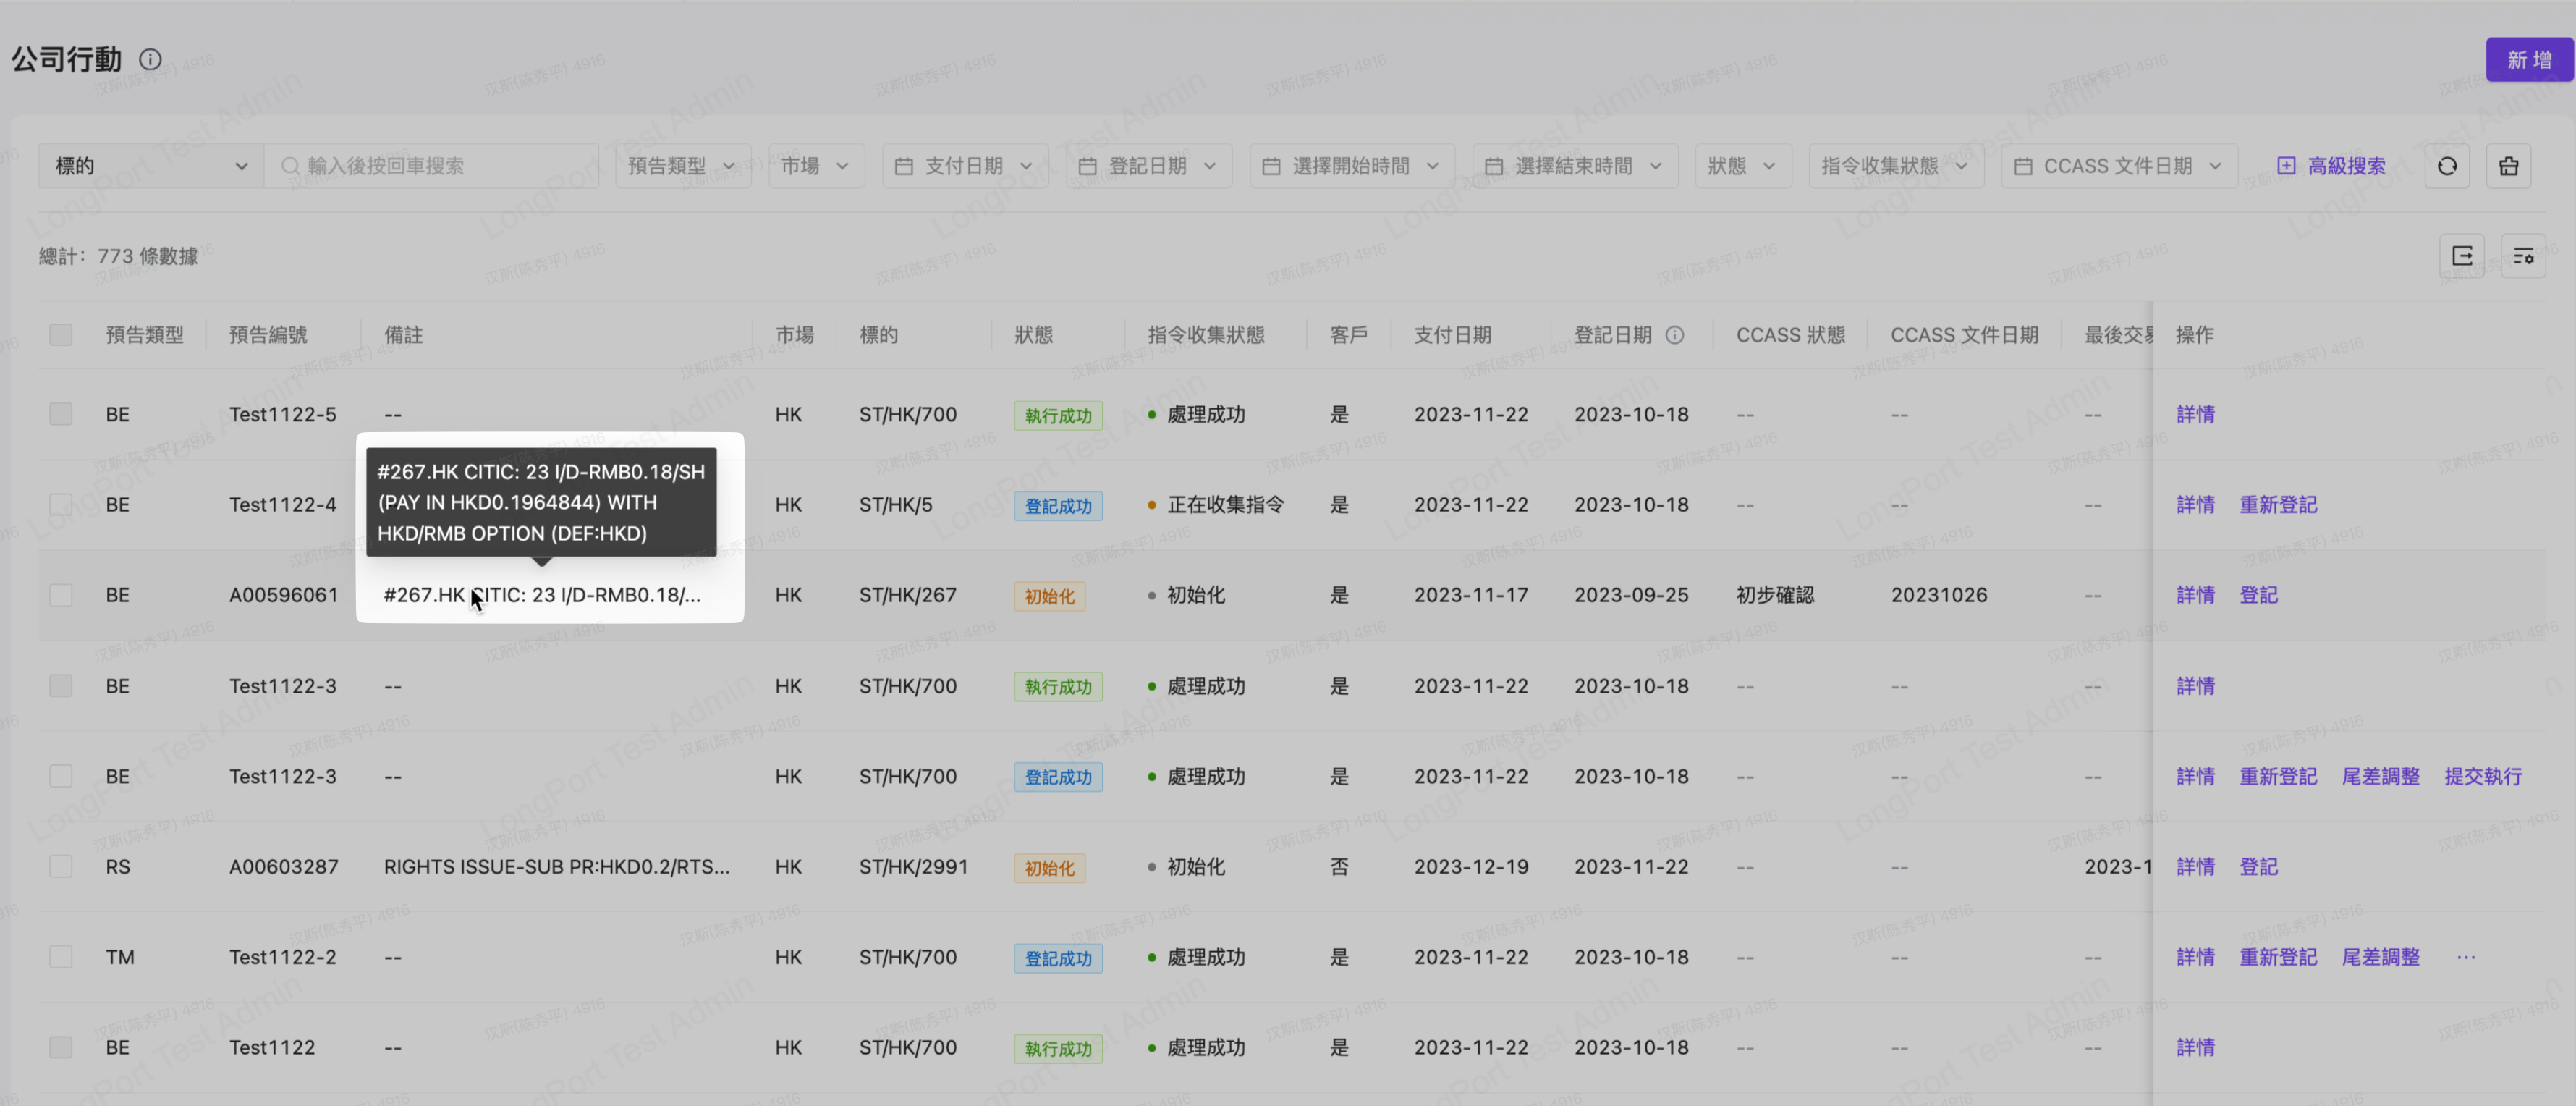 公司行動
新 增
標的 輸入後按回車搜索 預告類型 市場 支付日期 登記日期 選擇開始時間 選擇結束時間 狀態 指令收集狀態 CCASS 文件日期 高級搜索
總計： 773 條數據
預告類型 預告編號 備註 市場 標的 狀態 指令收集狀態 客戶 支付日期 登記日期 CCASS 狀態 CCASS 文件日期 最後交易 操作
BE Test1122-5 -- HK ST/HK/700 執行成功 處理成功 是 2023-11-22 2023-10-18 -- -- -- 詳情
#267.HK CITIC: 23 I/D-RMB0.18/SH
(PAY IN HKD0.1964844) WITH
HKD/RMB OPTION (DEF:HKD)
BE Test1122-4 HK ST/HK/5 登記成功 正在收集指令 是 2023-11-22 2023-10-18 -- -- -- 詳情 重新登記
BE A00596061 #267.HK CITIC: 23 I/D-RMB0.18/... HK ST/HK/267 初始化 初始化 是 2023-11-17 2023-09-25 初步確認 20231026 -- 詳情 登記
BE Test1122-3 -- HK ST/HK/700 執行成功 處理成功 是 2023-11-22 2023-10-18 -- -- -- 詳情
BE Test1122-3 -- HK ST/HK/700 登記成功 處理成功 是 2023-11-22 2023-10-18 -- -- -- 詳情 重新登記 尾差調整 提交執行
RS A00603287 RIGHTS ISSUE-SUB PR:HKD0.2/RTS... HK ST/HK/2991 初始化 初始化 否 2023-12-19 2023-11-22 -- -- 2023-1 詳情 登記
TM Test1122-2 -- HK ST/HK/700 登記成功 處理成功 是 2023-11-22 2023-10-18 -- -- -- 詳情 重新登記 尾差調整 ···
BE Test1122 -- HK ST/HK/700 執行成功 處理成功 是 2023-11-22 2023-10-18 -- -- -- 詳情
LongPort Test Admin
汉斯(陈秀平) 4916